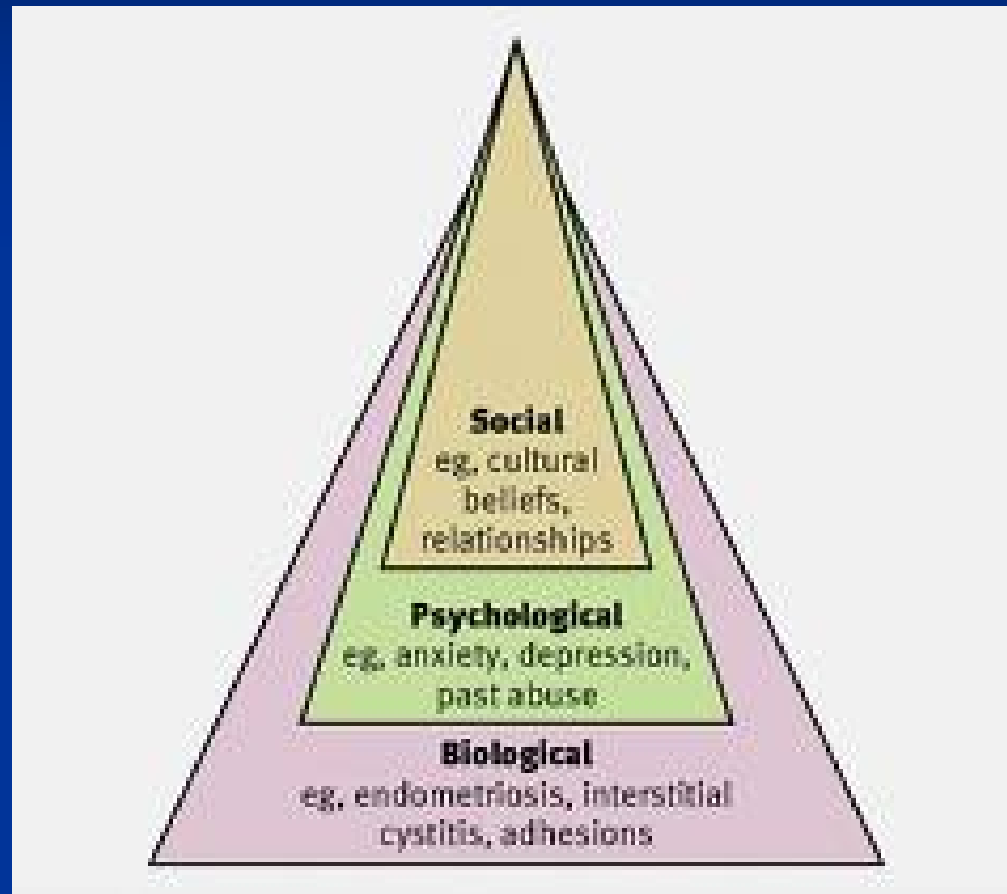 Social
eg, cultural
beliefs,
relationships
Psychological
eg, anxiety, depression,
past abuse
Biological
eg, endometriosis, interstitial
cystitis, adhesions